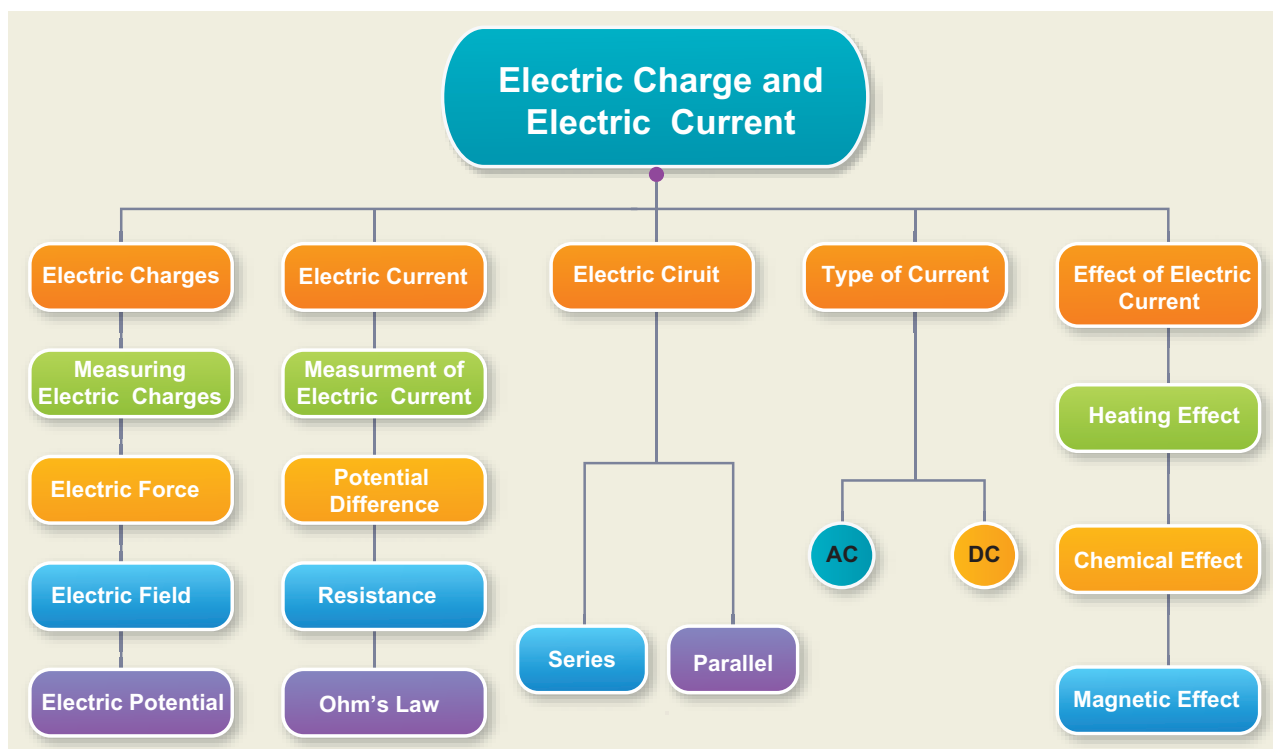 Electric Charge and
Electric Current
Electric Charges
Measuring
Electric Charges
Electric Force
Electric Field
Electric Potential
Electric Current
Measurment of
Electric Current
Potential
Difference
Resistance
Ohm's Law
Electric Ciruit
Series
Parallel
Type of Current
AC
DC
Effect of Electric
Current
Heating Effect
Chemical Effect
Magnetic Effect